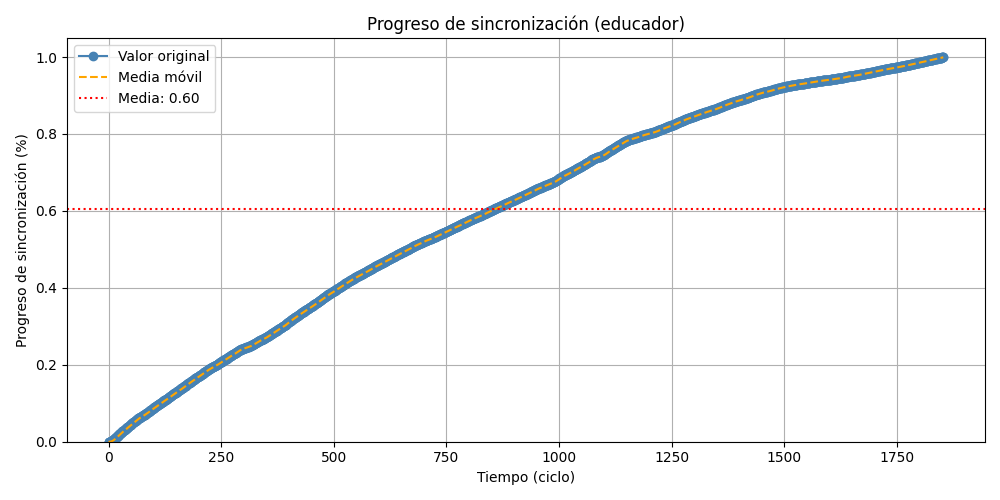 Progreso de sincronización (educador)
Valor original
Media móvil
Media: 0.60
Progreso de sincronización (%)
1.0
0.8
0.6
0.4
0.2
0.0
0 250 500 750 1000 1250 1500 1750
Tiempo (ciclo)